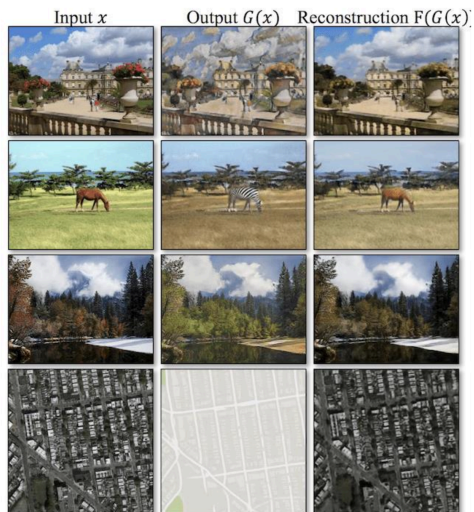 Input x
Output G(x)
Reconstruction F(G(x))